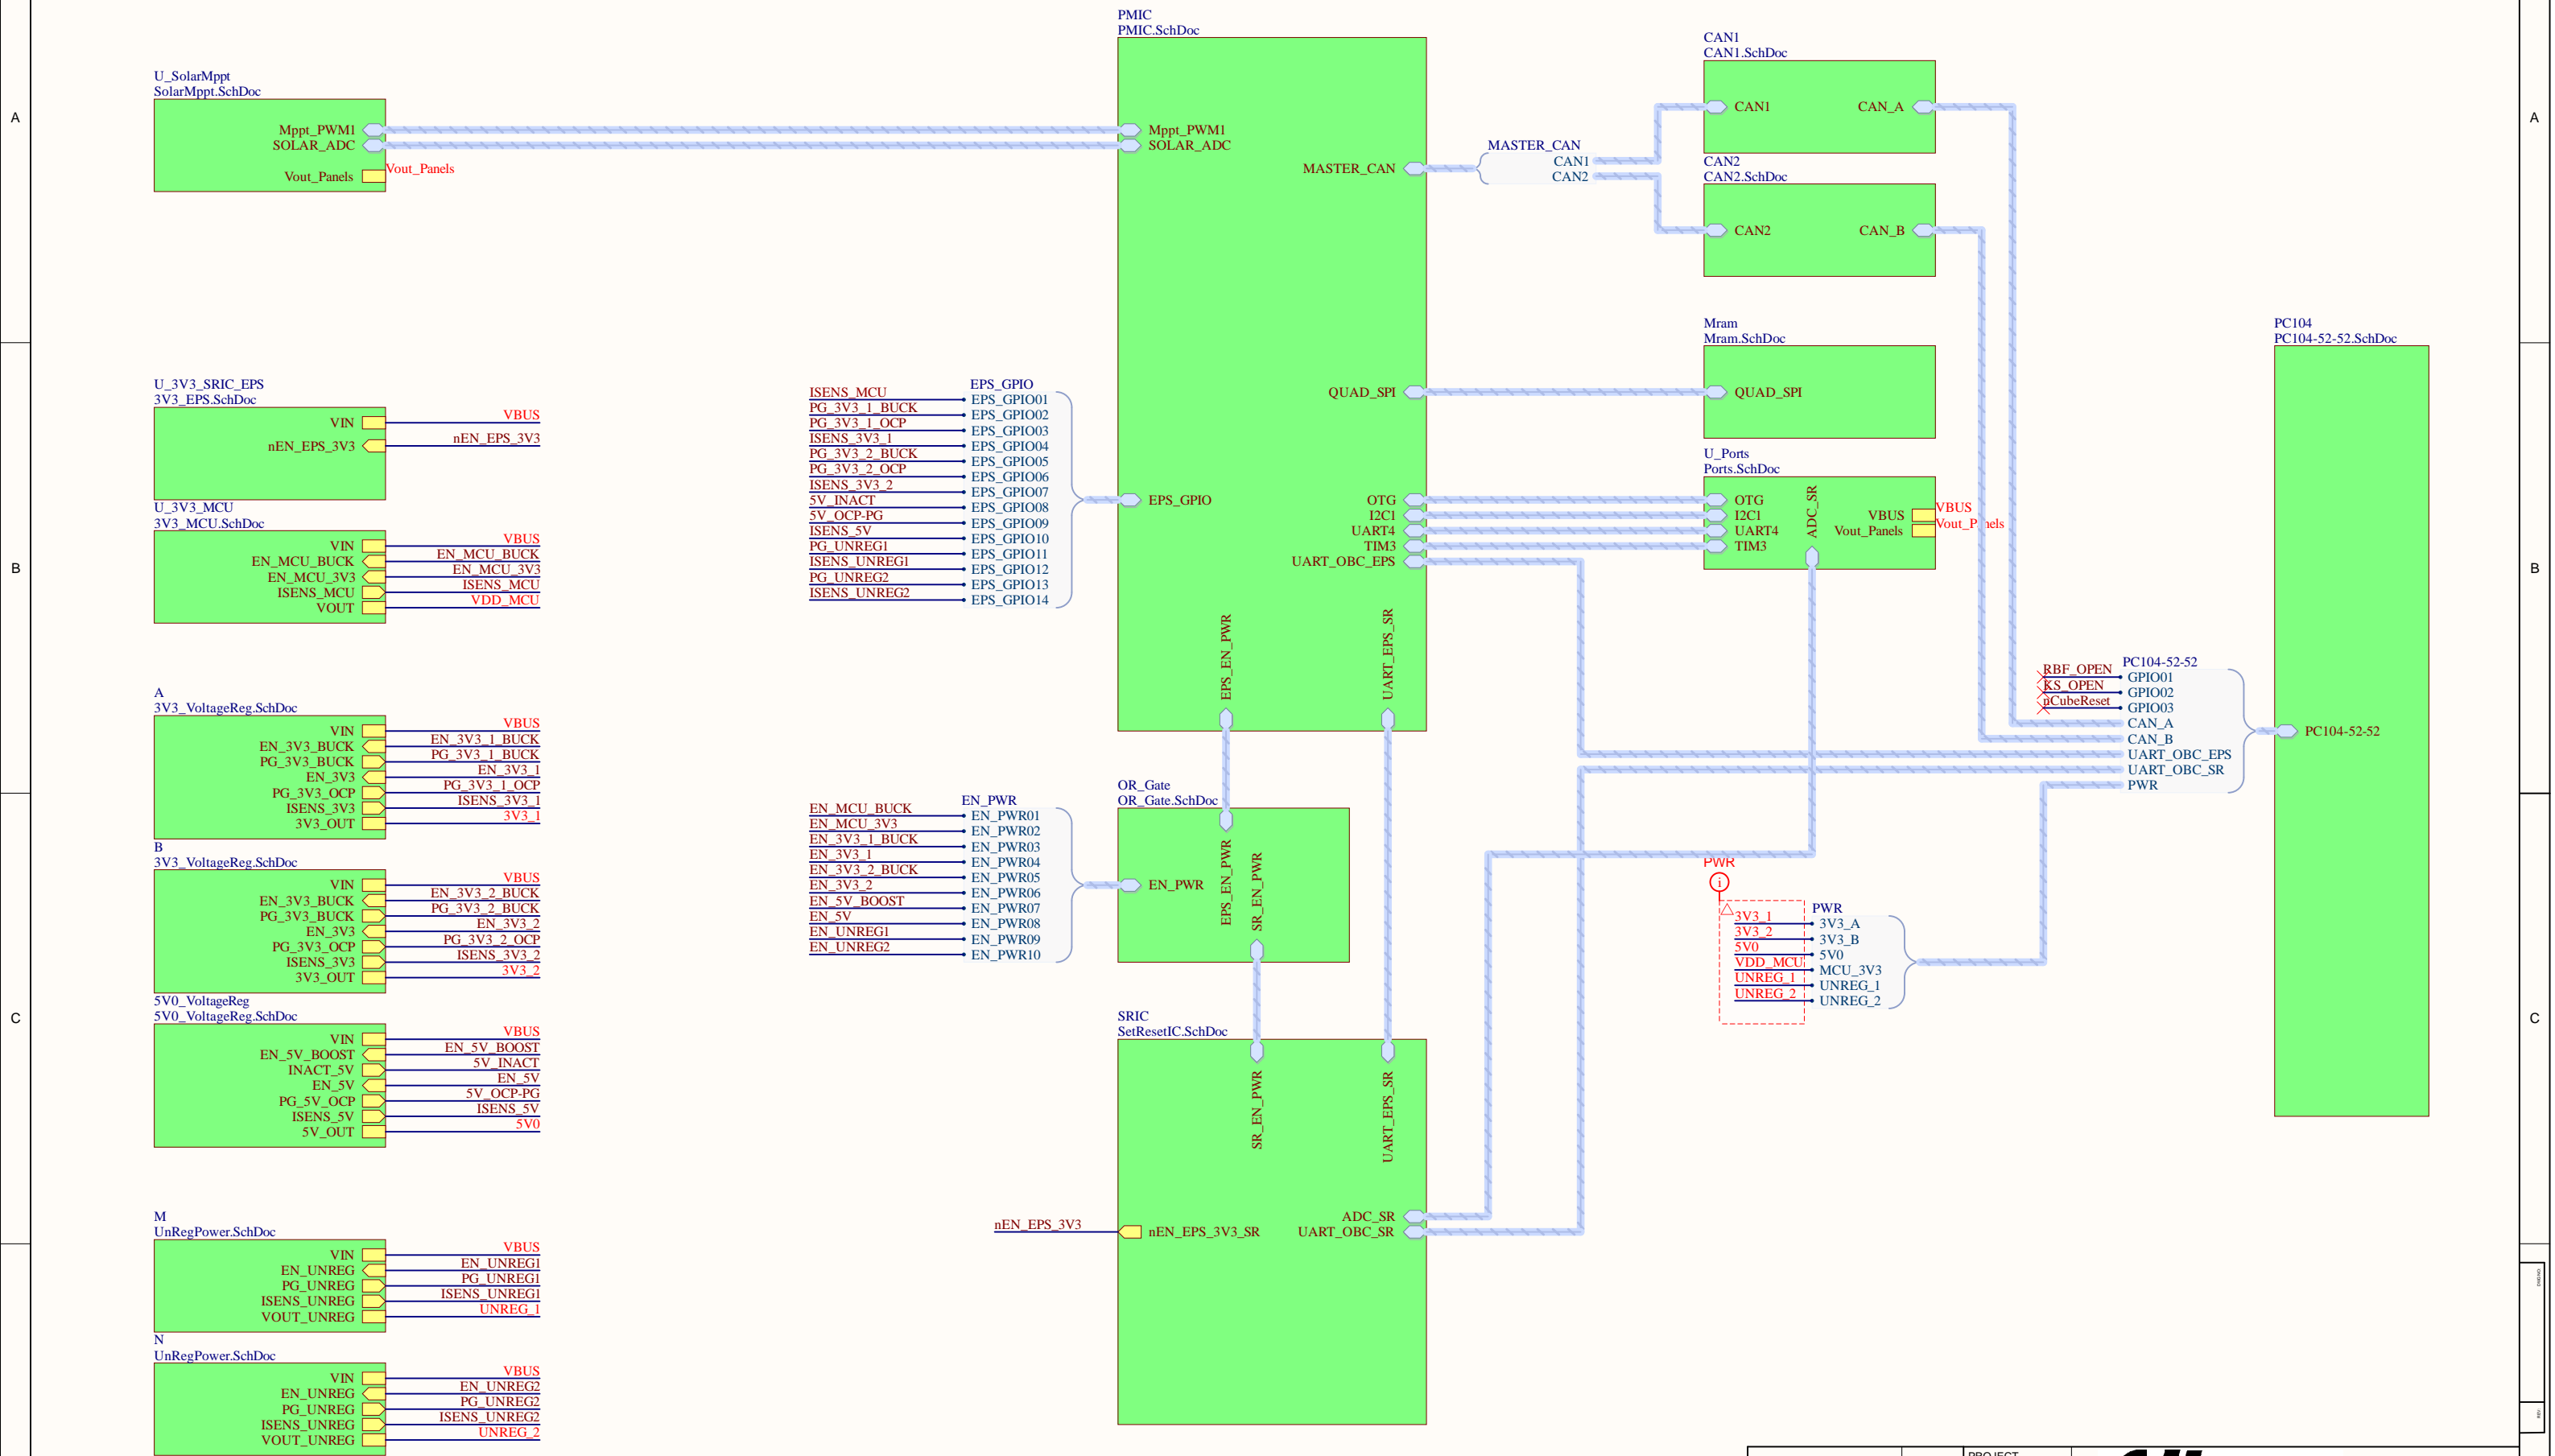 A
A
U_SolarMppt
SolarMppt.SchDoc
Mppt_PWM1
SOLAR_ADC
Vout_Panels
Vout_Panels
PMIC
PMIC.SchDoc
Mppt_PWM1
SOLAR_ADC
MASTER_CAN
MASTER_CAN
CAN1
CAN2
CAN1
CAN1.SchDoc
CAN1
CAN_A
CAN2
CAN2.SchDoc
CAN2
CAN_B
B
B
U_3V3_SRIC_EPS
3V3_EPS.SchDoc
VIN
VBUS
nEN_EPS_3V3
nEN_EPS_3V3
U_3V3_MCU
3V3_MCU.SchDoc
VIN
VBUS
EN_MCU_BUCK
EN_MCU_BUCK
EN_MCU_3V3
EN_MCU_3V3
ISENS_MCU
ISENS_MCU
VOUT
VDD_MCU
EPS_GPIO
ISENS_MCU
EPS_GPIO01
PG_3V3_1_BUCK
EPS_GPIO02
PG_3V3_1_OCP
EPS_GPIO03
ISENS_3V3_1
EPS_GPIO04
PG_3V3_2_BUCK
EPS_GPIO05
PG_3V3_2_OCP
EPS_GPIO06
ISENS_3V3_2
EPS_GPIO07
5V_INACT
EPS_GPIO08
5V_OCP-PG
EPS_GPIO09
ISENS_5V
EPS_GPIO10
PG_UNREG1
EPS_GPIO11
ISENS_UNREG1
EPS_GPIO12
PG_UNREG2
EPS_GPIO13
ISENS_UNREG2
EPS_GPIO14
EPS_GPIO
QUAD_SPI
OTG
I2C1
UART4
TIM3
UART_OBC_EPS
EPS_EN_PWR
UART_EPS_SR
Mram
Mram.SchDoc
QUAD_SPI
U_Ports
Ports.SchDoc
OTG
I2C1
UART4
TIM3
ADC_SR
VBUS
VBUS
Vout_Panels
Vout_Panels
PC104
PC104-52-52.SchDoc
PC104-52-52
PC104-52-52
RBF_OPEN
GPIO01
KS_OPEN
GPIO02
nCubeReset
GPIO03
CAN_A
CAN_B
UART_OBC_EPS
UART_OBC_SR
PWR
A
3V3_VoltageReg.SchDoc
VIN
VBUS
EN_3V3_BUCK
EN_3V3_1_BUCK
PG_3V3_BUCK
PG_3V3_1_BUCK
EN_3V3
EN_3V3_1
PG_3V3_OCP
PG_3V3_1_OCP
ISENS_3V3
ISENS_3V3_1
3V3_OUT
3V3_1
B
3V3_VoltageReg.SchDoc
VIN
VBUS
EN_3V3_BUCK
EN_3V3_2_BUCK
PG_3V3_BUCK
PG_3V3_2_BUCK
EN_3V3
EN_3V3_2
PG_3V3_OCP
PG_3V3_2_OCP
ISENS_3V3
ISENS_3V3_2
3V3_OUT
3V3_2
C
C
5V0_VoltageReg
5V0_VoltageReg.SchDoc
VIN
VBUS
EN_5V_BOOST
EN_5V_BOOST
INACT_5V
5V_INACT
EN_5V
EN_5V
PG_5V_OCP
5V_OCP-PG
ISENS_5V
ISENS_5V
5V_OUT
5V0
EN_PWR
EN_MCU_BUCK
EN_PWR01
EN_MCU_3V3
EN_PWR02
EN_3V3_1_BUCK
EN_PWR03
EN_3V3_1
EN_PWR04
EN_3V3_2_BUCK
EN_PWR05
EN_3V3_2
EN_PWR06
EN_5V_BOOST
EN_PWR07
EN_5V
EN_PWR08
EN_UNREG1
EN_PWR09
EN_UNREG2
EN_PWR10
OR_Gate
OR_Gate.SchDoc
EN_PWR
EPS_EN_PWR
SR_EN_PWR
PWR
i
PWR
3V3_1
3V3_A
3V3_2
3V3_B
5V0
5V0
VDD_MCU
MCU_3V3
UNREG_1
UNREG_1
UNREG_2
UNREG_2
SRIC
SetResetIC.SchDoc
SR_EN_PWR
UART_EPS_SR
nEN_EPS_3V3
nEN_EPS_3V3_SR
ADC_SR
UART_OBC_SR
M
UnRegPower.SchDoc
VIN
VBUS
EN_UNREG
EN_UNREG1
PG_UNREG
PG_UNREG1
ISENS_UNREG
ISENS_UNREG1
VOUT_UNREG
UNREG_1
N
UnRegPower.SchDoc
VIN
VBUS
EN_UNREG
EN_UNREG2
PG_UNREG
PG_UNREG2
ISENS_UNREG
ISENS_UNREG2
VOUT_UNREG
UNREG_2